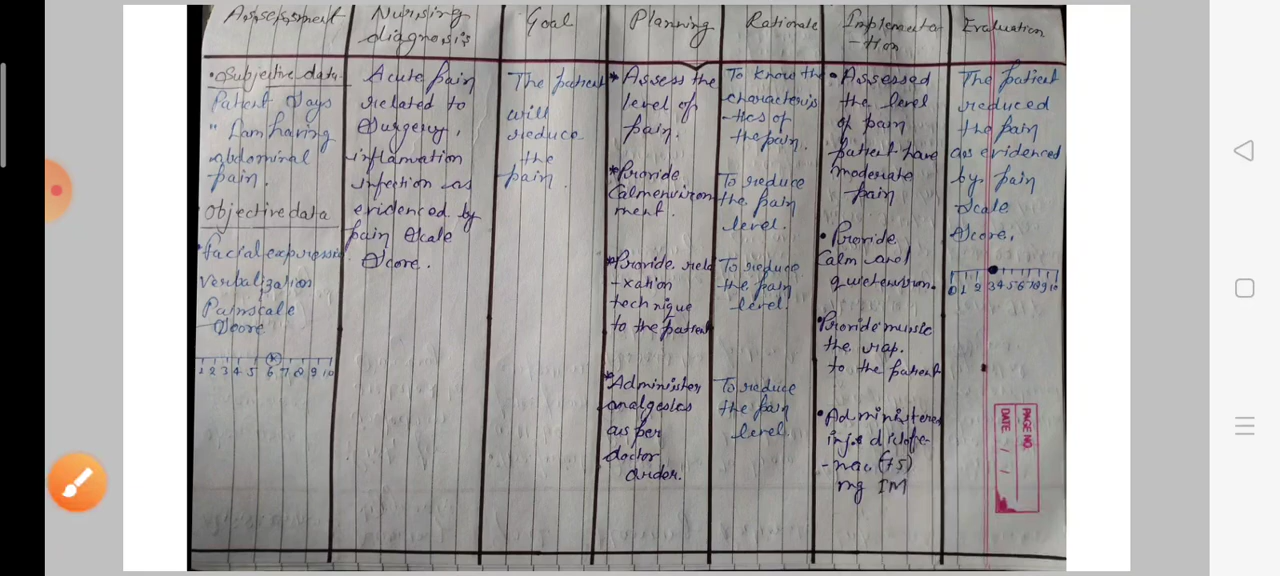 Assessment
Nursing
diagnosis
Goal
Planning
Rationale
Implementa
-tion
Evaluation
•Subjective data-
Patient Says
" I am having
abdominal
pain.
•Objective data
•Facial expression
Verbalization
Painscale
Score
1 2 3 4 5 6 7 8 9 10
Acute Pain
related to
Surgery,
inflamation
infection as
evidenced by
pain Scale
Score.
The patient
will
reduce
the
pain.
* Assess the
level of
pain.
*Provide
Calm environ
ment.
*Provide rela
-xation
technique
to the patient
*Administer
analgesics
as per
doctor
order.
To know the
characteris
-tics of
the pain.
To reduce
the pain
level.
To reduce
the pain
level.
To reduce
the pain
level.
• Assessed
the level
of pain
patient have
moderate
pain
• Provide
Calm and
•Provide music
the rap.
to the patient
•Administered
inj. diclofe-
-nac (75)
mg IM
The patient
reduced
the pain
as evidenced
by pain
Scale
Score.
0 1 2 3 4 5 6 7 8 9 10
PAGE NO.
DATE / /